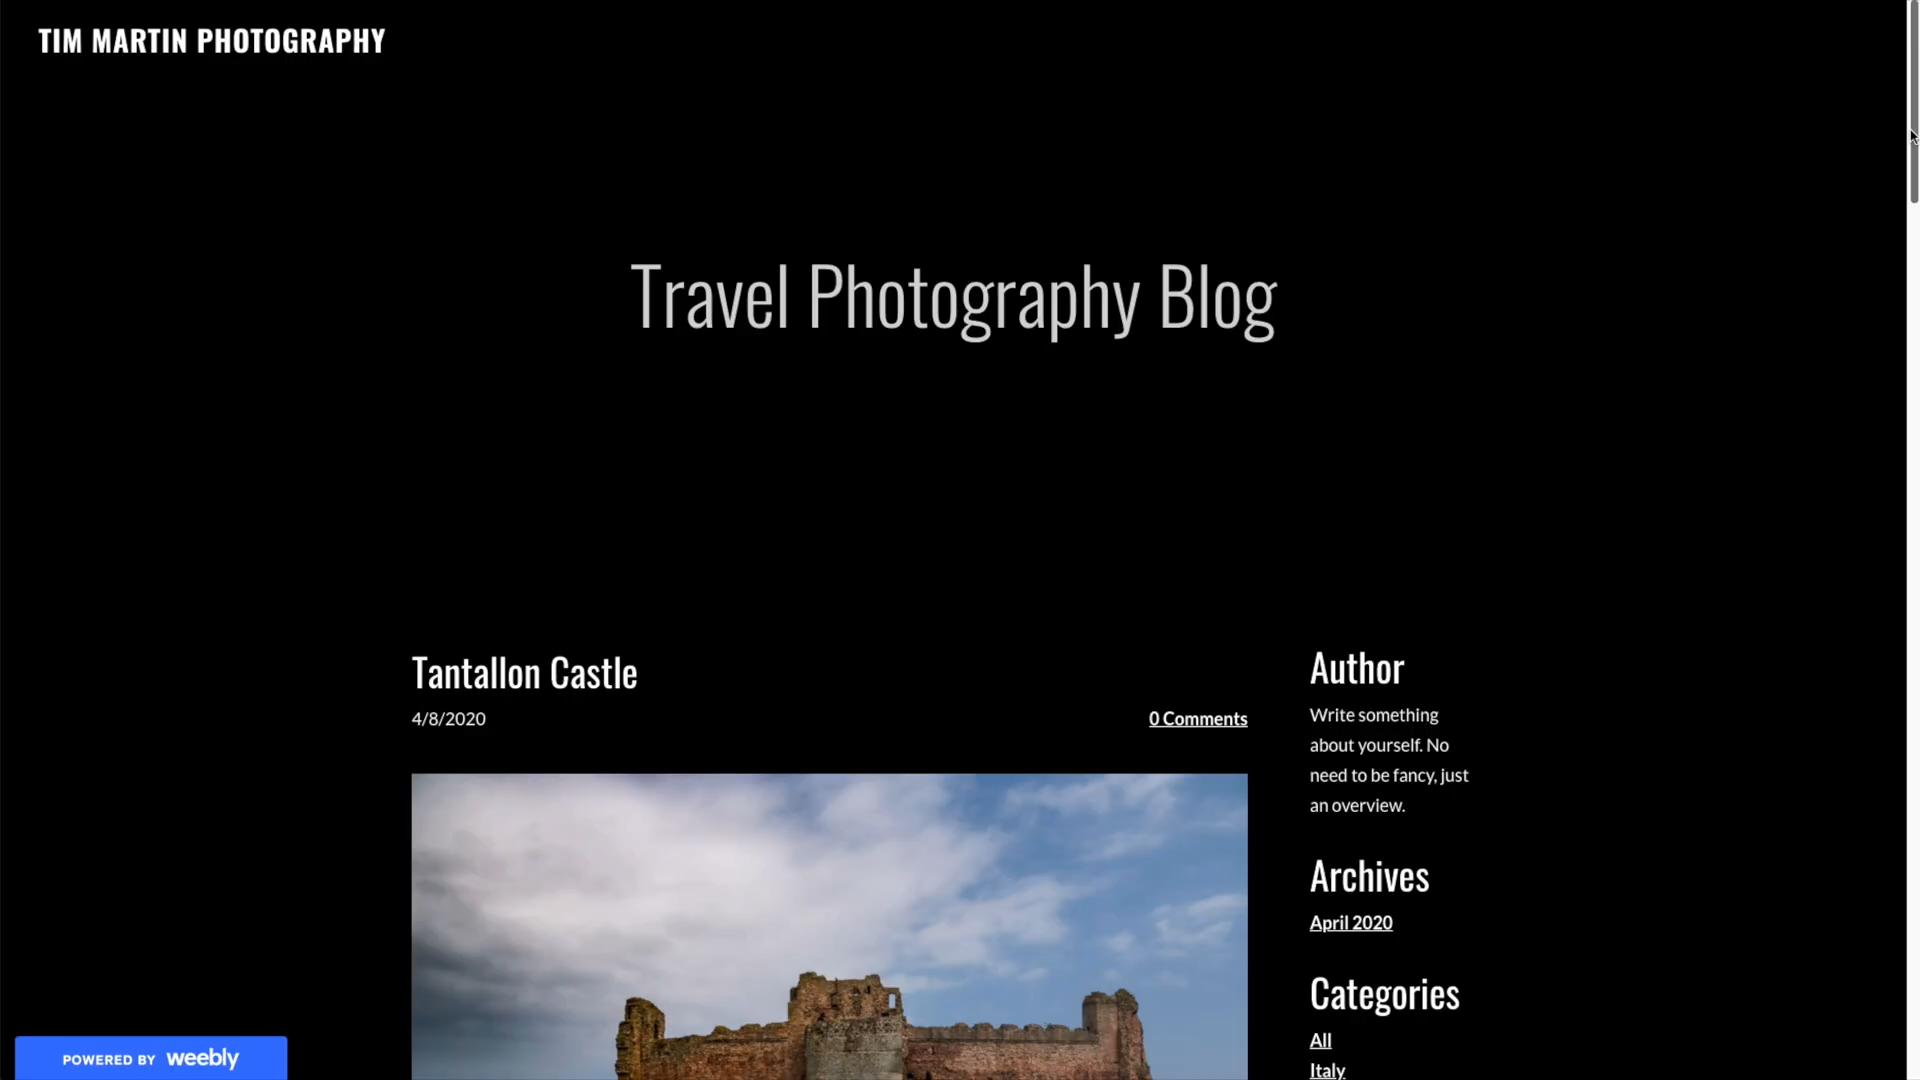 TIM MARTIN PHOTOGRAPHY
Travel Photography Blog
Tantallon Castle
4/8/2020
0 Comments
Author
Write something
about yourself. No
need to be fancy, just
an overview.
Archives
April 2020
Categories
All
Italy
POWERED BY weebly